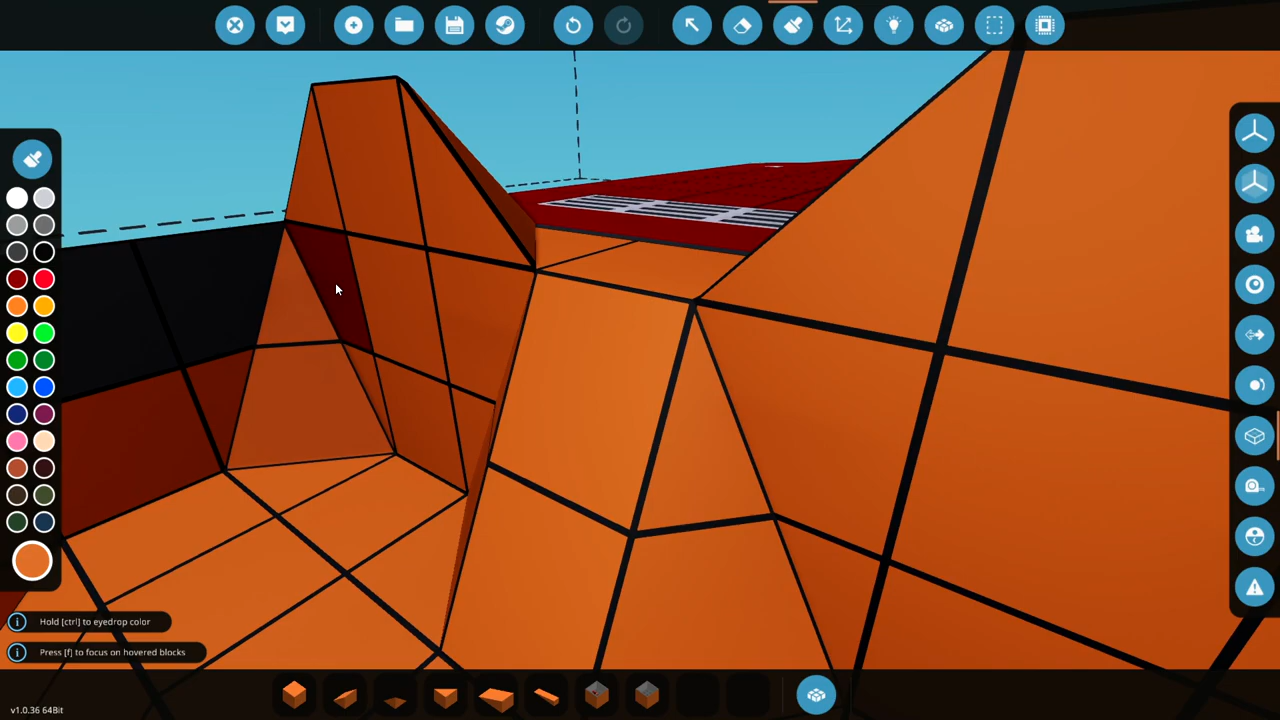 Hold [ctrl] to eyedrop color
Press [f] to focus on hovered blocks
v1.0.36 64Bit